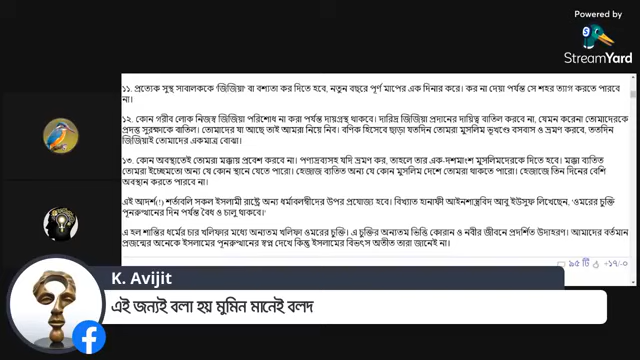 Powered by
StreamYard
১১. প্রত্যেক সুস্থ সাবালককে 'জিজিয়া' বা বশ্যতা কর দিতে হবে, নতুন বছরে পূর্ণ মাপের এক দিনার করে। কর না দেয়া পর্যন্ত সে শহর ত্যাগ করতে পারবে
না।
১২. কোন গরীব লোক নিজস্ব জিজিয়া পরিশোধ না করা পর্যন্ত দায়গ্রস্থ থাকবে। দারিদ্র জিজিয়া প্রদানের দায়িত্ব বাতিল করবে না, যেমন করেনা তোমাদেরকে
প্রদত্ত সুরক্ষাকে বাতিল। তোমাদের যা আছে তাই আমরা নিয়ে নিব। বণিক হিসেবে ছাড়া যতদিন তোমরা মুসলিম ভূখণ্ডে বসবাস ও ভ্রমণ করবে, ততদিন
জিজিয়াই তোমাদের একমাত্র বোঝা।
১৩. কোন অবস্থাতেই তোমরা মক্কায় প্রবেশ করবে না। পণ্যদ্রব্যসহ যদি ভ্রমণ কর, তাহলে তার এক-দশমাংশ মুসলিমদেরকে দিতে হবে। মক্কা ব্যতিত
তোমরা ইচ্ছেমতো অন্য যে কোন স্থানে যেতে পারো। হেজাজ ব্যতিত অন্য যে কোন মুসলিম দেশে তোমরা থাকতে পারো। হেজাজে তিন দিনের বেশি
অবস্থান করতে পারবে না।
এই আদর্শ(!) শর্তাবলি সকল ইসলামী রাষ্ট্রে অন্য ধর্মাবলম্বীদের উপর প্রযোজ্য হবে। বিখ্যাত হানাফী আইনশাস্ত্রবিদ আবু ইউসুফ লিখেছেন, 'ওমরের চুক্তি
পুনরুত্থানের দিন পর্যন্ত বৈধ ও চালু থাকবে।'
এ হল শান্তির ধর্মের চার খলিফার মধ্যে অন্যতম খলিফা ওমরের চুক্তি। এ চুক্তির অন্যতম ভিত্তি কোরান ও নবীর জীবনে প্রদর্শিত উদাহরণ। আমাদের বর্তমান
প্রজন্মের অনেকে ইসলামের পুনরুত্থানের স্বপ্ন দেখে কিন্তু ইসলামের বিভৎস অতীত তারা জানেই না।
৯৫ টি +১৭/-০
K. Avijit
এই জন্যই বলা হয় মুমিন মানেই বলদ